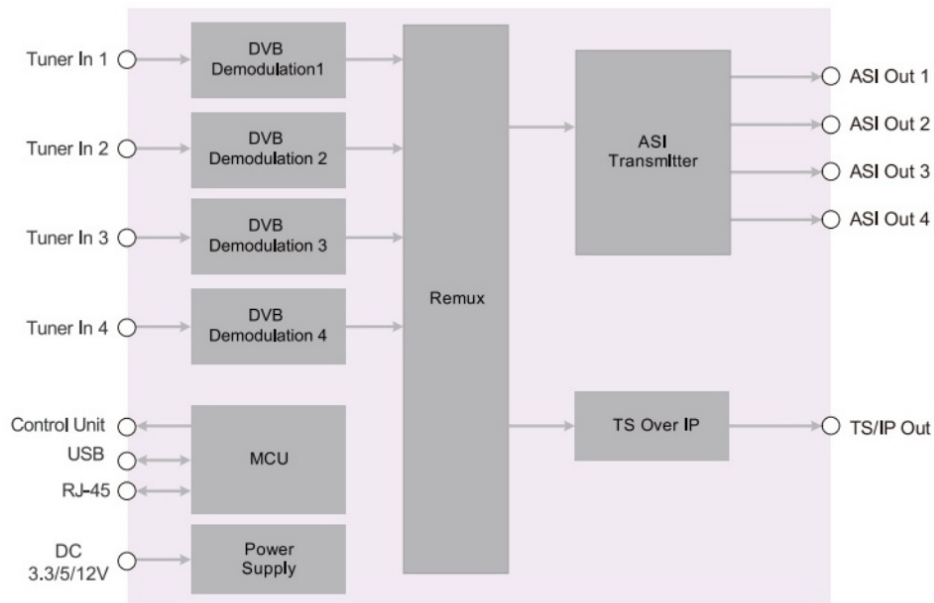 Tuner In 1
DVB
Demodulation1
Tuner In 2
DVB
Demodulation 2
Tuner In 3
DVB
Demodulation 3
Tuner In 4
DVB
Demodulation 4
Control Unit
USB
RJ-45
MCU
DC
3.3/5/12V
Power
Supply
Remux
ASI
Transmitter
ASI Out 1
ASI Out 2
ASI Out 3
ASI Out 4
TS Over IP
TS/IP Out